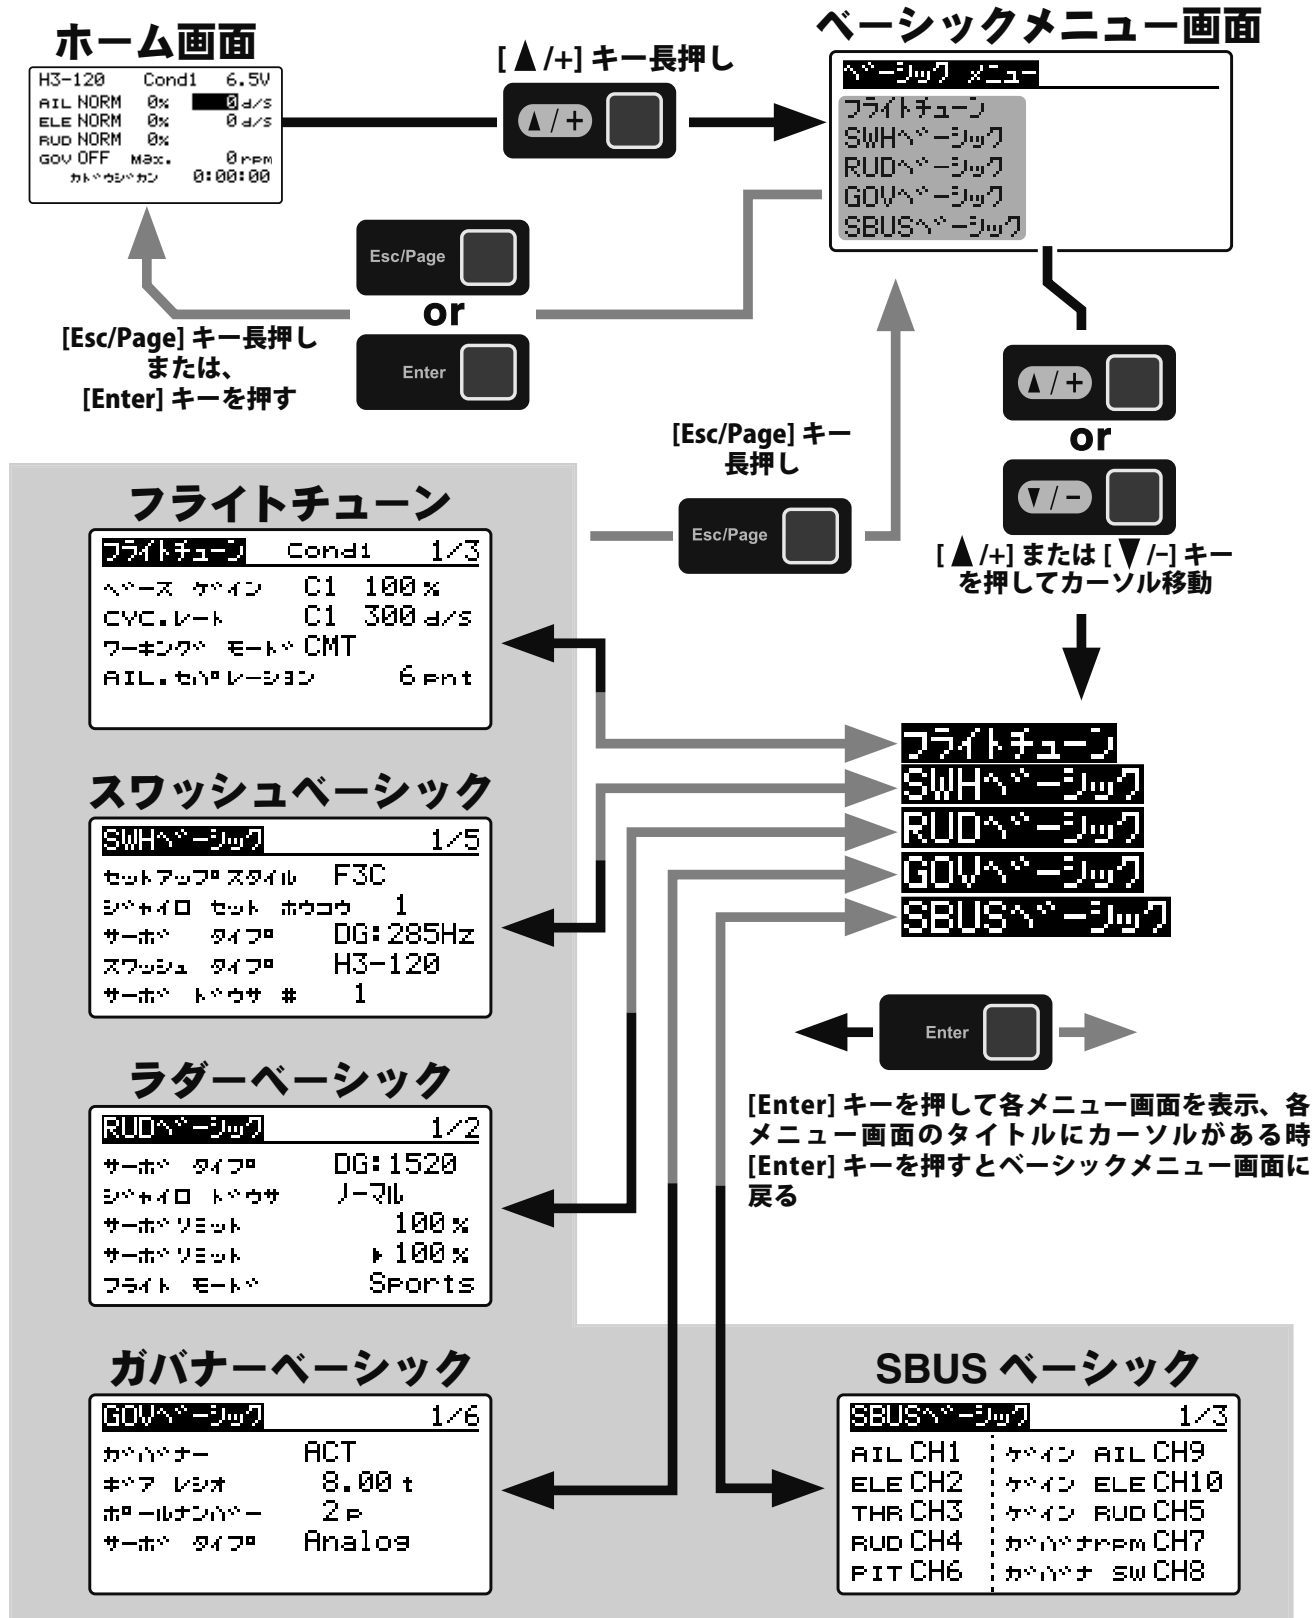 ホーム画面
H3-120 Cond1 6.5V
AIL NORM 0% 0 d/s
ELE NORM 0% 0 d/s
RUD NORM 0%
GOV OFF Max. 0 rpm
カドウジカン 0:00:00
[▲/+] キー長押し
▲/+
ベーシックメニュー画面
ベーシック メニュー
フライトチューン
SWHベーシック
RUDベーシック
GOVベーシック
SBUSベーシック
Esc/Page
or
Enter
[Esc/Page] キー長押し
または、
[Enter] キーを押す
[Esc/Page] キー
長押し
Esc/Page
▲/+
or
▼/−
[▲/+] または [▼/-] キー
を押してカーソル移動
フライトチューン
フライトチューン Cond1 1/3
ベース ゲイン C1 100%
CYC.レート C1 300 d/s
ワーキング モード CMT
AIL.セパレーション 6 pnt
スワッシュベーシック
SWHベーシック 1/5
セットアップ スタイル F3C
ジャイロ セット ホウコウ 1
サーボ タイプ DG:285Hz
スワッシュ タイプ H3-120
サーボ ドウサ # 1
ラダーベーシック
RUDベーシック 1/2
サーボ タイプ DG:1520
ジャイロ ドウサ ノーマル
サーボリミット 100%
サーボリミット 100%
フライト モード Sports
ガバナーベーシック
GOVベーシック 1/6
ガバナー ACT
ギア レシオ 8.00 t
ポールナンバー 2 p
サーボ タイプ Analog
フライトチューン
SWHベーシック
RUDベーシック
GOVベーシック
SBUSベーシック
Enter
[Enter] キーを押して各メニュー画面を表示、各
メニュー画面のタイトルにカーソルがある時
[Enter] キーを押すとベーシックメニュー画面に
戻る
SBUS ベーシック
SBUSベーシック 1/3
AIL CH1 ゲイン AIL CH9
ELE CH2 ゲイン ELE CH10
THR CH3 ゲイン RUD CH5
RUD CH4 ガバナrpm CH7
PIT CH6 ガバナ SW CH8